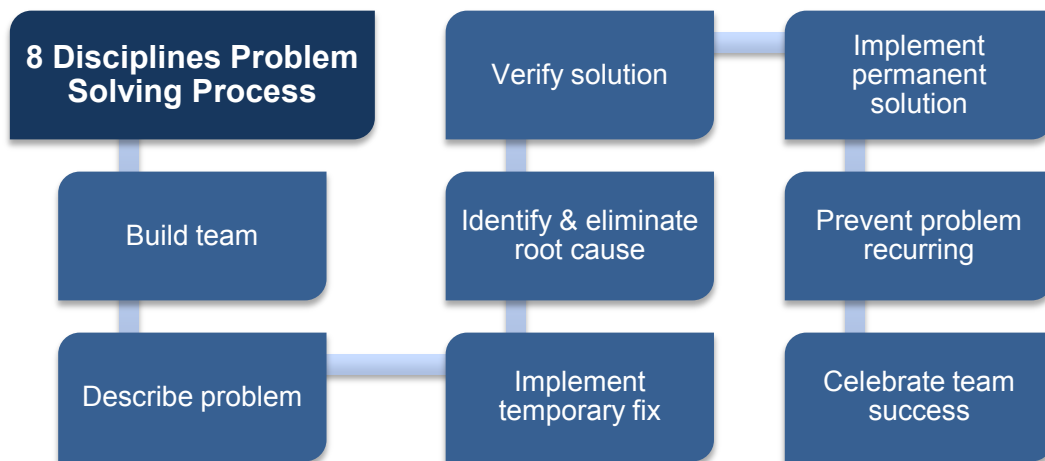 8 Disciplines Problem
Solving Process
Build team
Describe problem
Implement
temporary fix
Identify & eliminate
root cause
Verify solution
Implement
permanent
solution
Prevent problem
recurring
Celebrate team
success